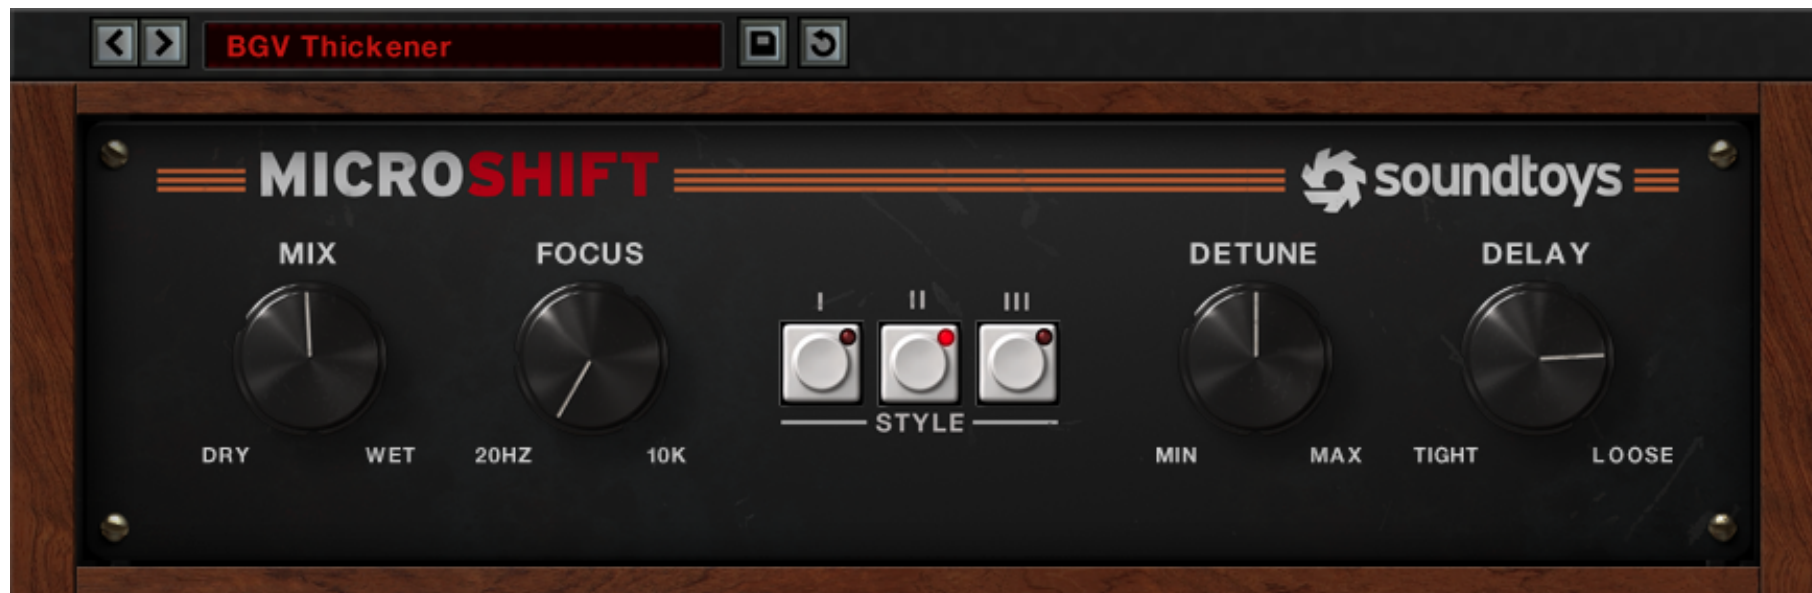 BGV Thickener
MICROSHIFT
soundtoys
MIX
FOCUS
DETUNE
DELAY
I
II
III
STYLE
DRY
WET
20HZ
10K
MIN
MAX
TIGHT
LOOSE